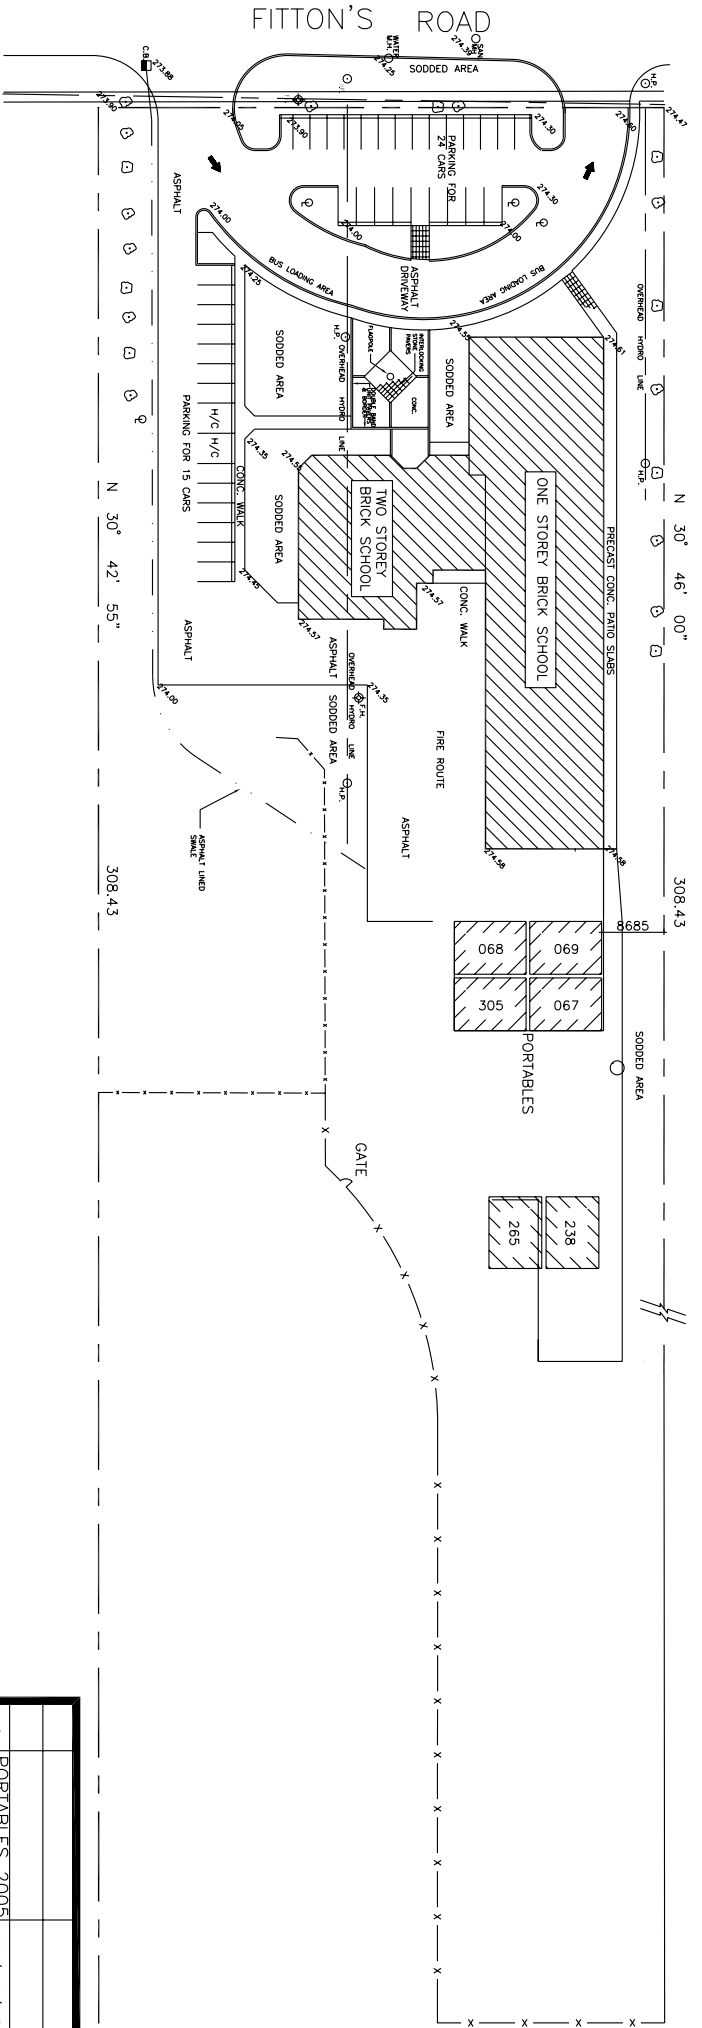 FITTON'S ROAD
C.B.
273.88
WATER
M.H.
274.25
SAN
M.H.
274.39
SODDED AREA
H.P.
274.47
274.60
273.90
274.05
273.90
274.30
PARKING FOR
24 CARS
ASPHALT
274.00
274.00
274.00
274.30
BUS LOADING AREA
BUS LOADING AREA
ASPHALT
DRIVEWAY
274.25
274.55
274.61
OVERHEAD HYDRO LINE
H.P.
SODDED AREA
H.P.
OVERHEAD HYDRO LINE
FLAGPOLE
INTERLOCKING
STONE
PAVERS
CONC.
SODDED AREA
PARKING FOR 15 CARS
H/C H/C
CONC. WALK
274.35
274.55
SODDED AREA
274.45
TWO STOREY
BRICK SCHOOL
ONE STOREY BRICK SCHOOL
PRECAST CONC. PATIO SLABS
N 30° 46' 00"
N 30° 42' 55"
274.57
274.57
CONC. WALK
ASPHALT
ASPHALT
SODDED AREA
OVERHEAD HYDRO LINE
F.H.
274.35
H.P.
274.00
FIRE ROUTE
ASPHALT
274.58
274.58
ASPHALT LINED
SWALE
308.43
308.43
8685
068
069
305
067
PORTABLES
SODDED AREA
GATE
265
238
PORTABLES 2005